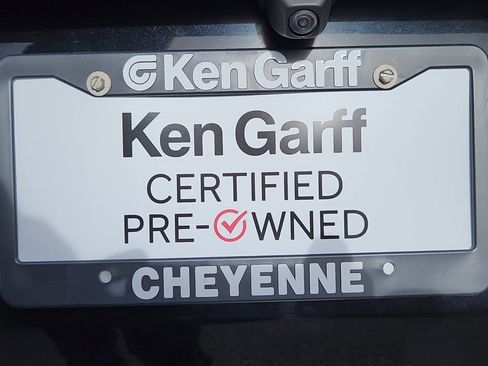 Ken Garff
Ken Garff
CERTIFIED
PRE-OWNED
CHEYENNE